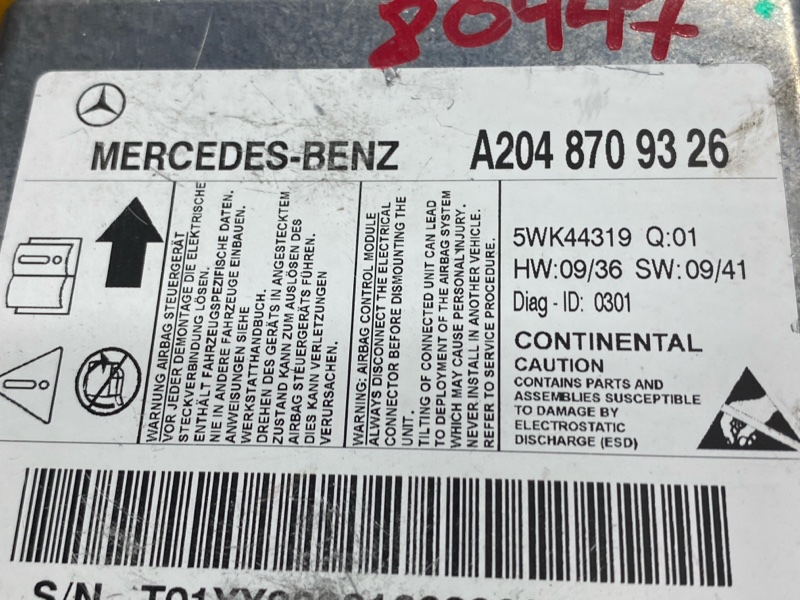 80447
MERCEDES-BENZ
A204 870 93 26
WARNUNG AIRBAG STEUERGERÄT
VOR JEDER DEMONTAGE DIE ELEKTRISCHE
STECKVERBINDUNG LÖSEN.
ENTHÄLT FAHRZEUGSPEZIFISCHE DATEN.
NIE IN ANDERE FAHRZEUGE EINBAUEN.
ANWEISUNGEN SIEHE
WERKSTATTHANDBUCH.
DREHEN DES GERÄTS IN ANGESTECKTEM
ZUSTAND KANN ZUM AUSLÖSEN DES
AIRBAG STEUERGERÄTS FÜHREN.
DIES KANN VERLETZUNGEN
VERURSACHEN.
WARNING: AIRBAG CONTROL MODULE
ALWAYS DISCONNECT THE ELECTRICAL
CONNECTOR BEFORE DISMOUNTING THE
UNIT.
TILTING OF CONNECTED UNIT CAN LEAD
TO DEPLOYMENT OF THE AIRBAG SYSTEM
WHICH MAY CAUSE PERSONAL INJURY.
NEVER INSTALL IN ANOTHER VEHICLE.
REFER TO SERVICE PROCEDURE.
5WK44319 Q:01
HW:09/36 SW:09/41
Diag - ID: 0301
CONTINENTAL
CAUTION
CONTAINS PARTS AND
ASSEMBLIES SUSCEPTIBLE
TO DAMAGE BY
ELECTROSTATIC
DISCHARGE (ESD)
S/N